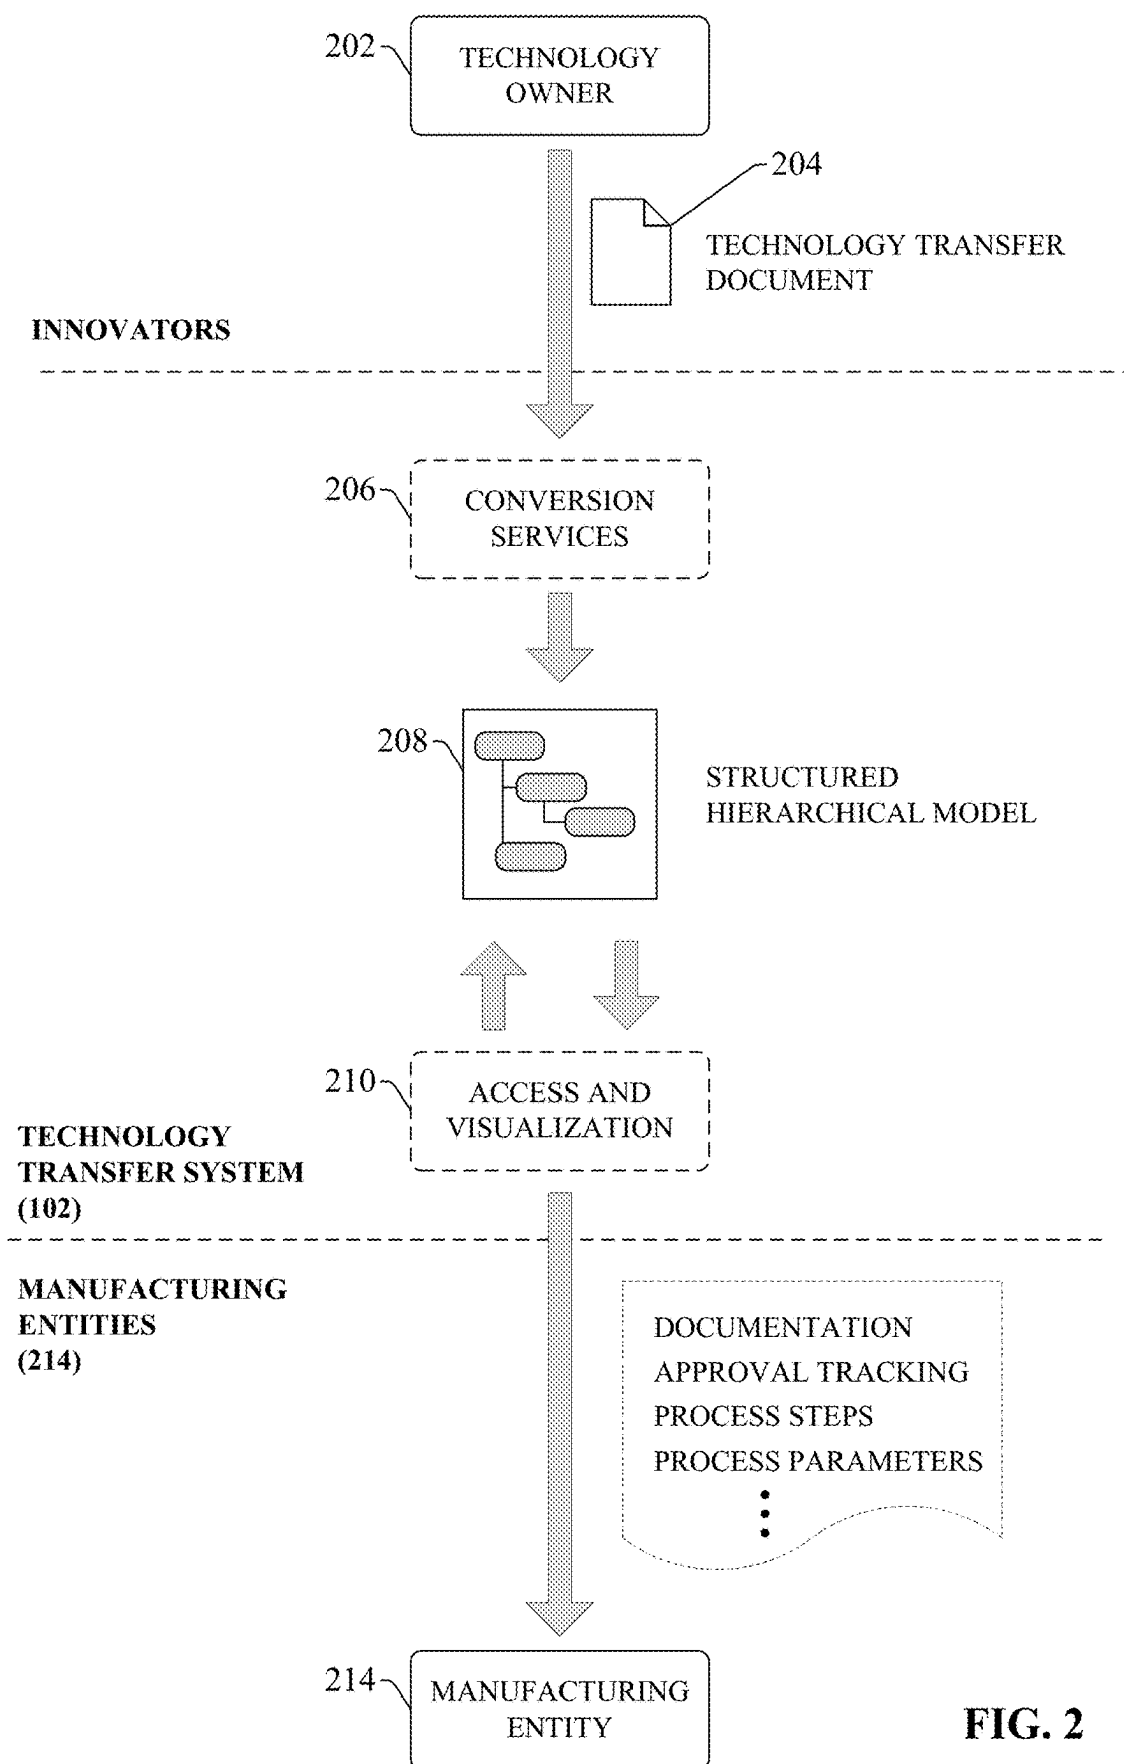 202
TECHNOLOGY
OWNER
204
TECHNOLOGY TRANSFER
DOCUMENT
INNOVATORS
206
CONVERSION
SERVICES
208
STRUCTURED
HIERARCHICAL MODEL
210
ACCESS AND
VISUALIZATION
TECHNOLOGY
TRANSFER SYSTEM
(102)
MANUFACTURING
ENTITIES
(214)
DOCUMENTATION
APPROVAL TRACKING
PROCESS STEPS
PROCESS PARAMETERS
214
MANUFACTURING
ENTITY
FIG. 2